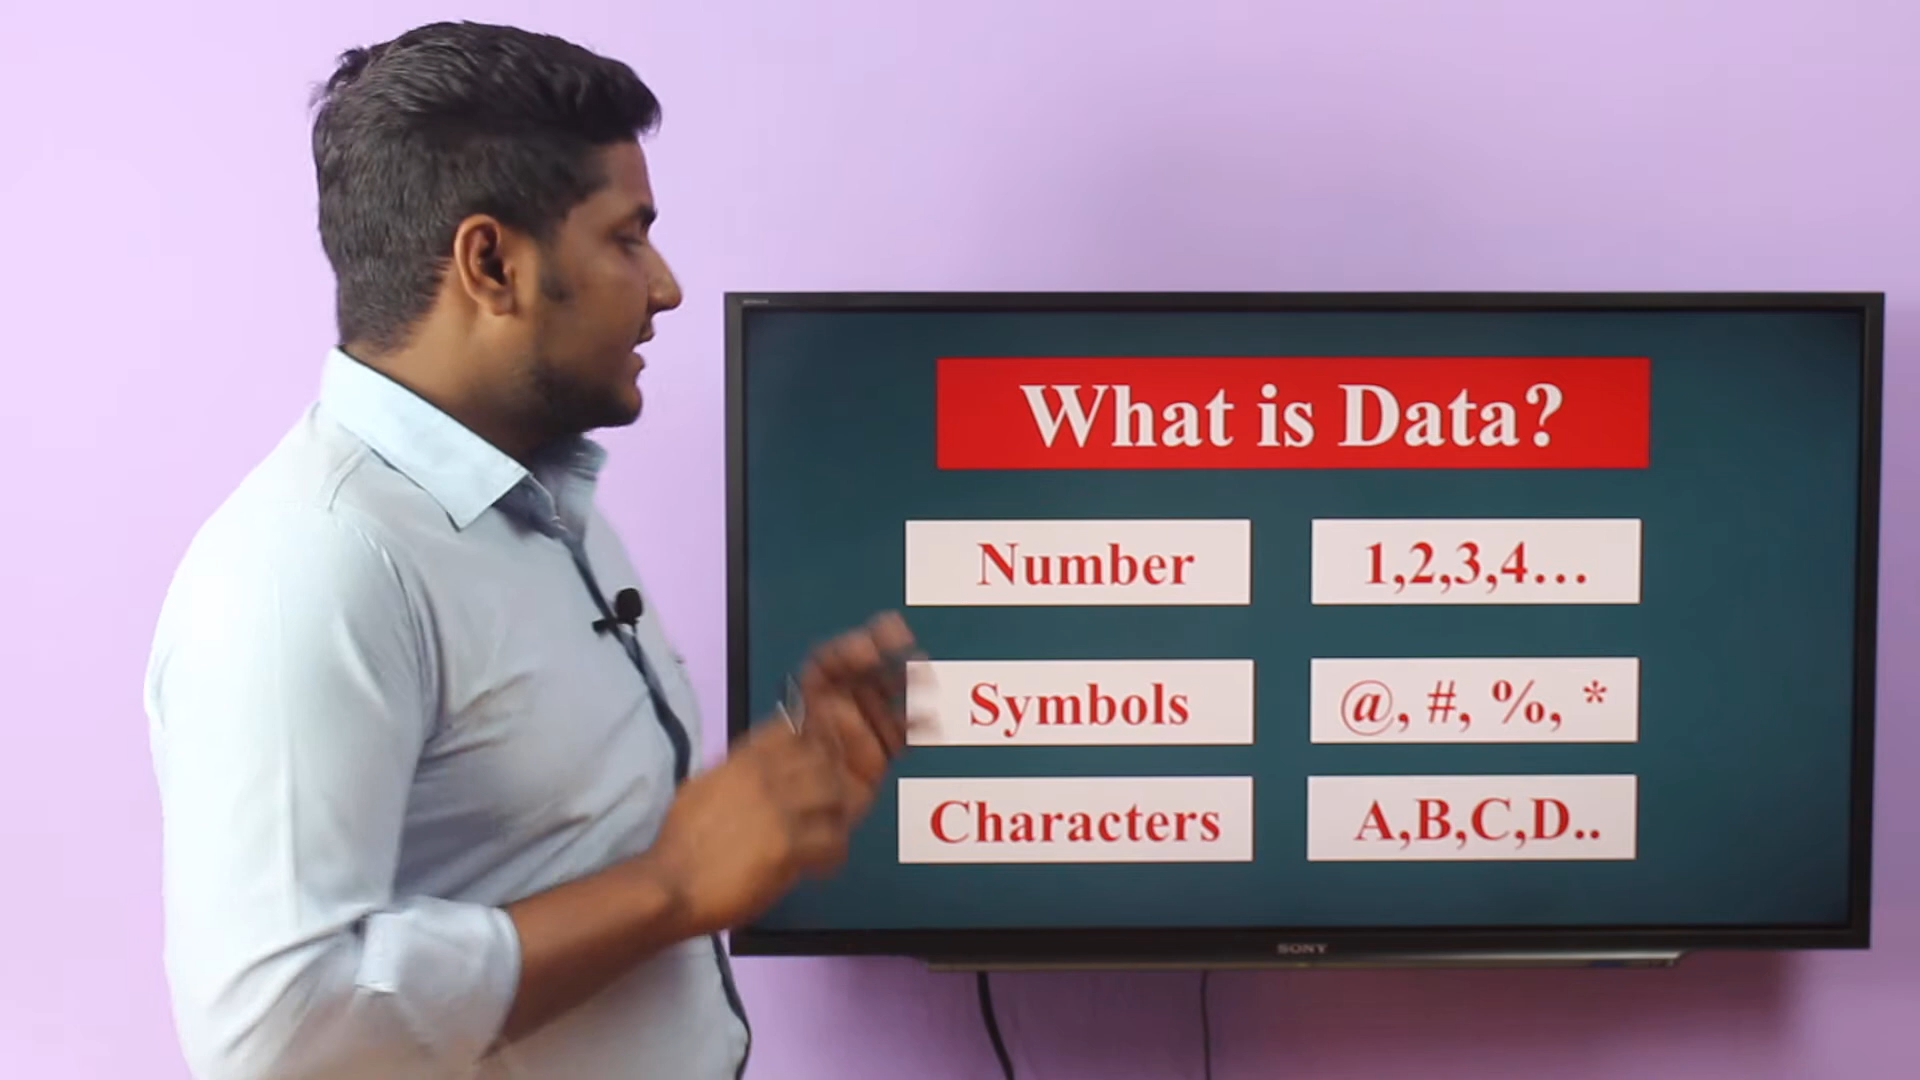 What is Data?
Number
1,2,3,4...
Symbols
@, #, %, *
Characters
A,B,C,D..
SONY